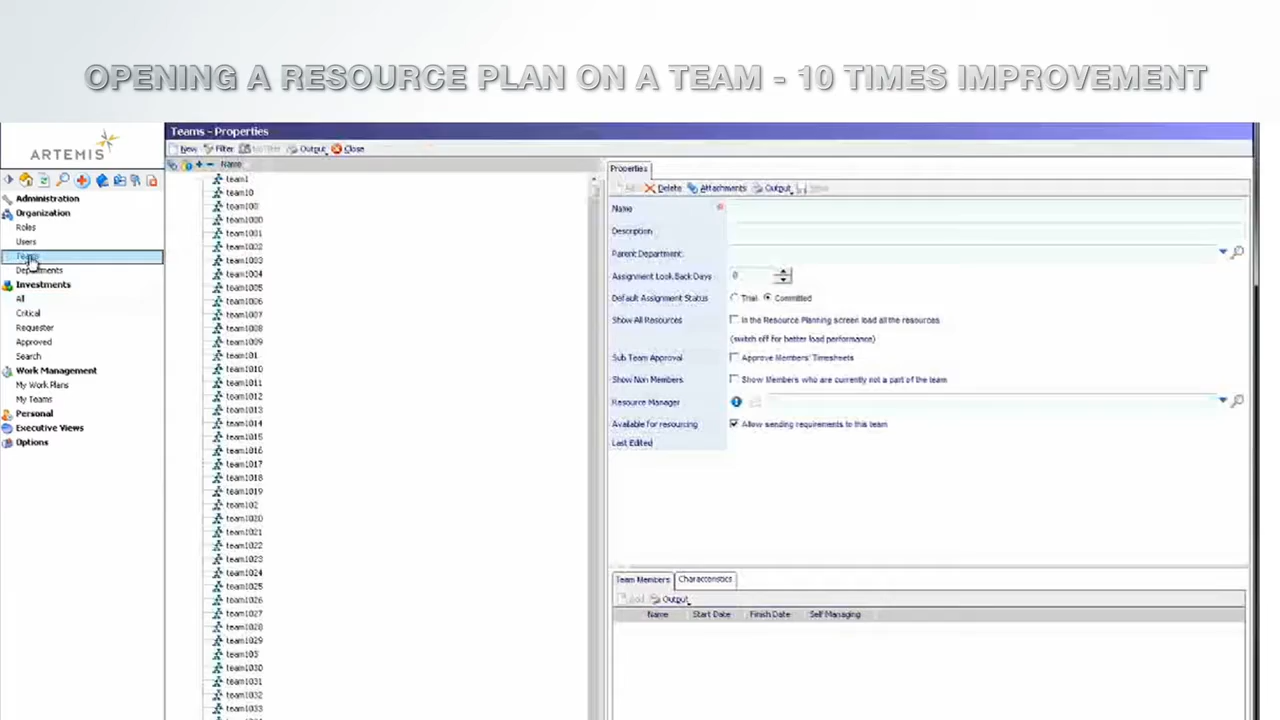 OPENING A RESOURCE PLAN ON A TEAM - 10 TIMES IMPROVEMENT
ARTEMIS
Administration
Organization
Roles
Users
Teams
Departments
Investments
All
Critical
Requester
Approved
Search
Work Management
My Work Plans
My Teams
Personal
Executive Views
Options
Teams - Properties
New Filter No Filter Output Close
Name
team1
team10
team100
team1000
team1001
team1002
team1003
team1004
team1005
team1006
team1007
team1008
team1009
team101
team1010
team1011
team1012
team1013
team1014
team1015
team1016
team1017
team1018
team1019
team102
team1020
team1021
team1022
team1023
team1024
team1025
team1026
team1027
team1028
team1029
team103
team1030
team1031
team1032
team1033
Properties
Delete Attachments Output
Name
Description
Parent Department:
Assignment Look Back Days 0
Default Assignment Status Trial Committed
Show All Resources In the Resource Planning screen load all the resources
(switch off for better load performance)
Sub Team Approval Approve Members' Timesheets
Show Non Members Show Members who are currently not a part of the team
Resource Manager
Available for resourcing Allow sending requirements to this team
Last Edited
Team Members Characteristics
Add Output
Name Start Date Finish Date Self Managing